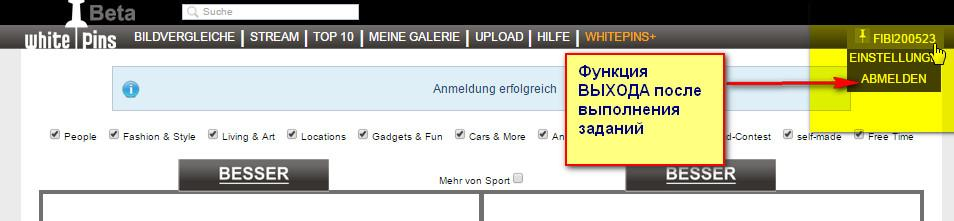 Beta
Suche
white Pins
BILDVERGLEICHE | STREAM | TOP 10 | MEINE GALERIE | UPLOAD | HILFE | WHITEPINS+
FIBI200523
EINSTELLUNG
ABMELDEN
Anmeldung erfolgreich
Функция
ВЫХОДА после
выполнения
заданий
People Fashion & Style Living & Art Locations Gadgets & Fun Cars & More An d-Contest self-made Free Time
BESSER Mehr von Sport BESSER